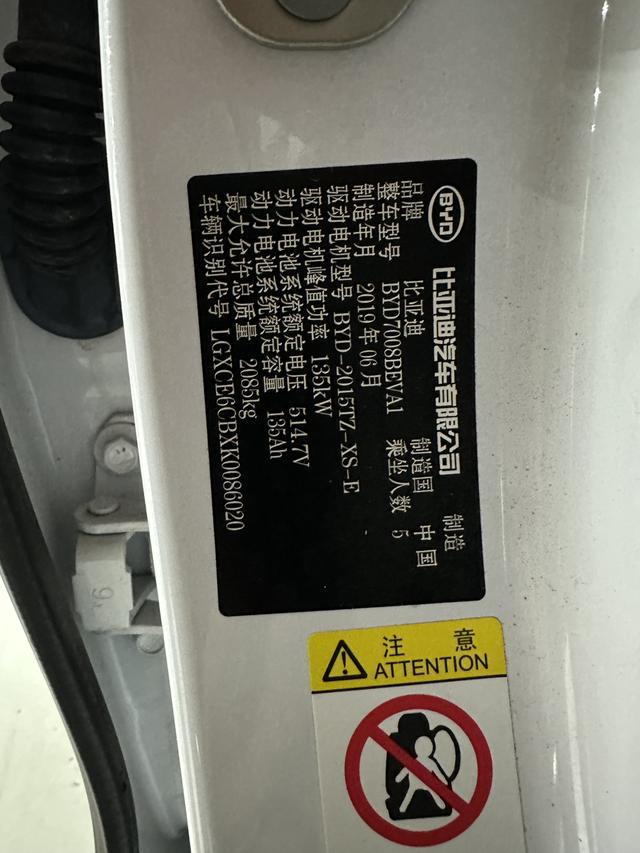 BYD 比亚迪汽车有限公司 制造
品牌 比亚迪 制造国 中国
整车型号 BYD7008BEVA1 乘坐人数 5
制造年月 2019年06月
驱动电机型号 BYD-2015TZ-XS-E
驱动电机峰值功率 135kW
动力电池系统额定电压 514.7V
动力电池系统额定容量 135Ah
最大允许总质量 2085kg
车辆识别代号 LGXCE6CBXK0086020
注意
ATTENTION
9